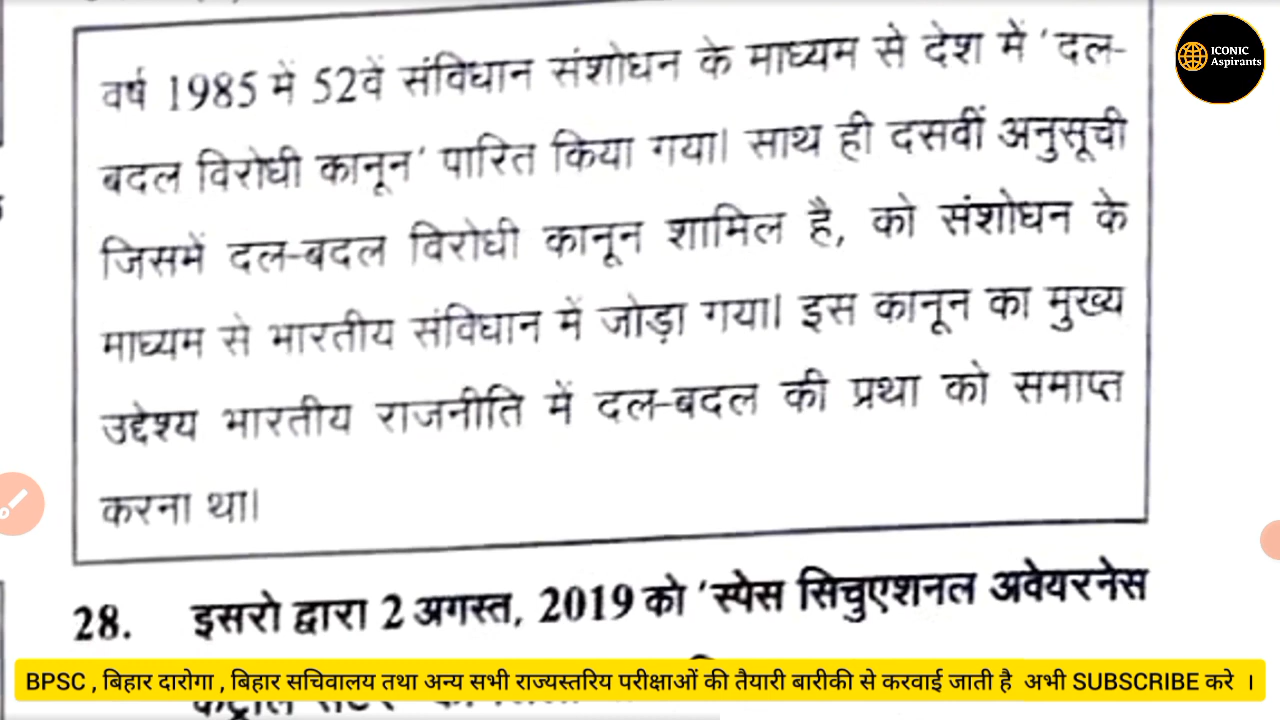 ICONIC
Aspirants
वर्ष 1985 में 52वें संविधान संशोधन के माध्यम से देश में 'दल-
बदल विरोधी कानून' पारित किया गया। साथ ही दसवीं अनुसूची
जिसमें दल-बदल विरोधी कानून शामिल है, को संशोधन के
माध्यम से भारतीय संविधान में जोड़ा गया। इस कानून का मुख्य
उद्देश्य भारतीय राजनीति में दल-बदल की प्रथा को समाप्त
करना था।
28. इसरो द्वारा 2 अगस्त, 2019 को 'स्पेस सिचुएशनल अवेयरनेस
BPSC , बिहार दारोगा , बिहार सचिवालय तथा अन्य सभी राज्यस्तरिय परीक्षाओं की तैयारी बारीकी से करवाई जाती है अभी SUBSCRIBE करे ।